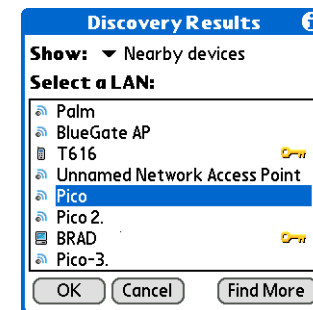 Discovery Results
Show: Nearby devices
Select a LAN:
Palm
BlueGate AP
T616
Unnamed Network Access Point
Pico
Pico 2.
BRAD
Pico-3.
OK Cancel Find More